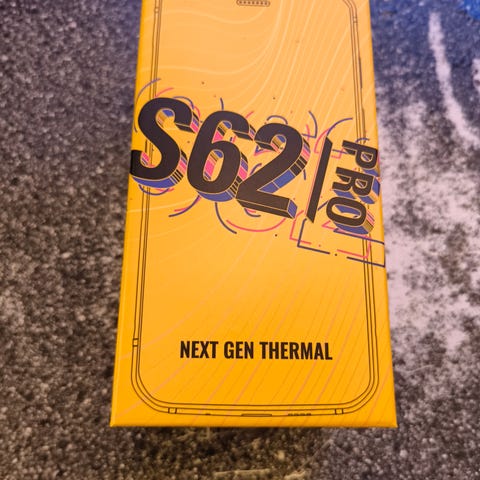 S62 PRO
NEXT GEN THERMAL